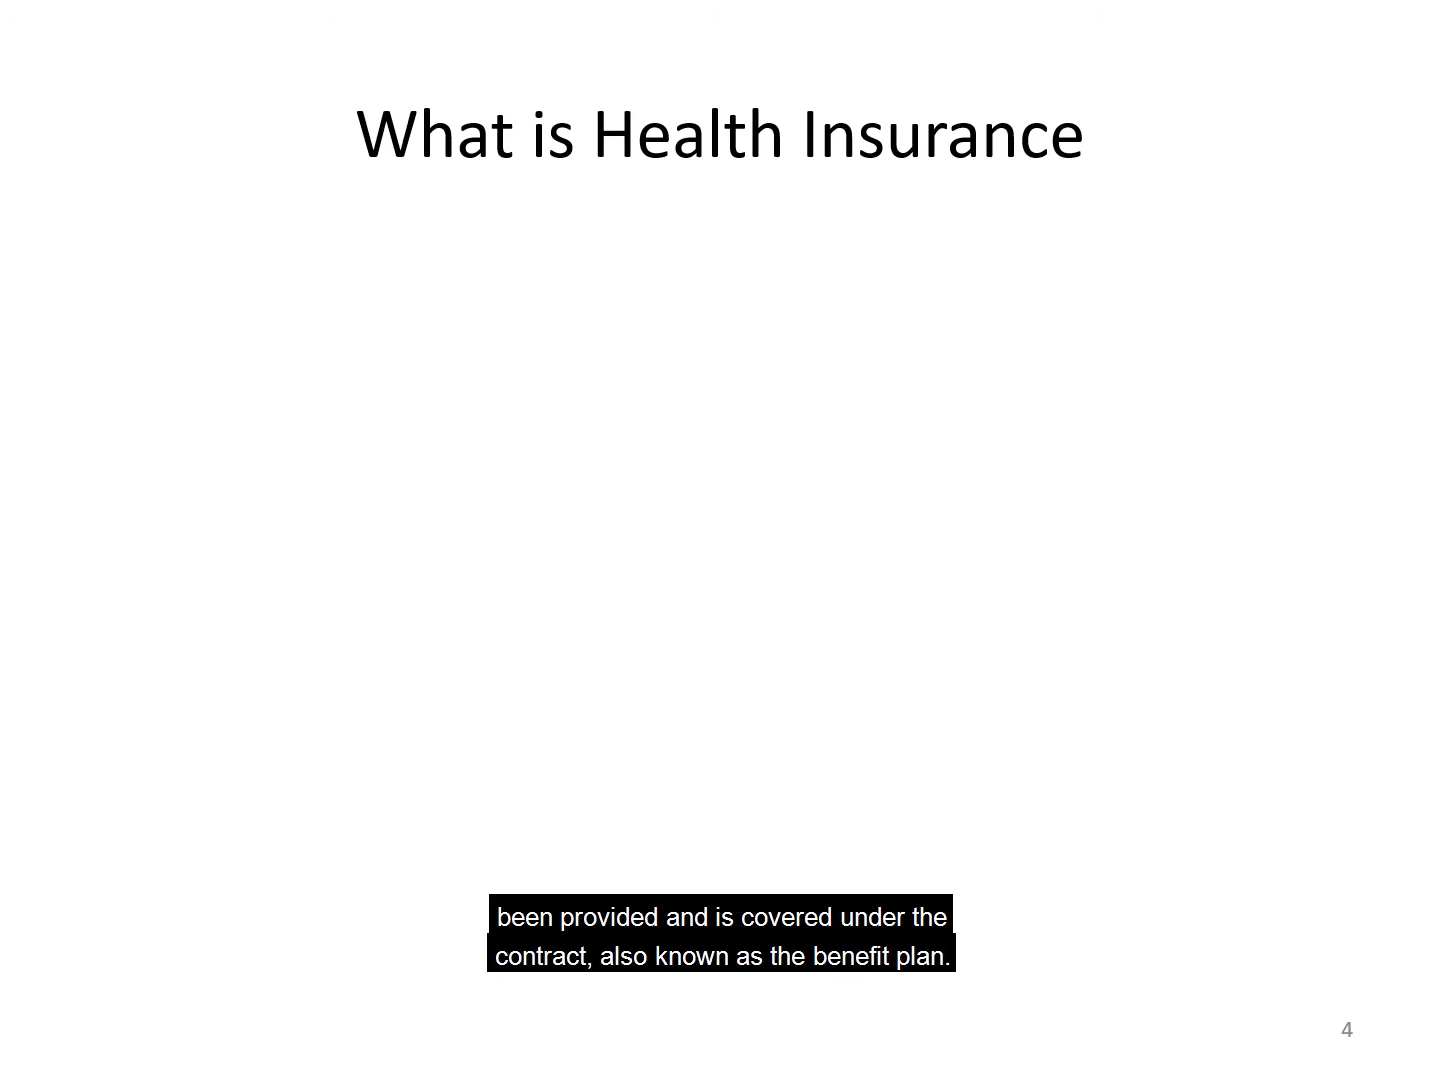 What is Health Insurance
been provided and is covered under the
contract, also known as the benefit plan.
4